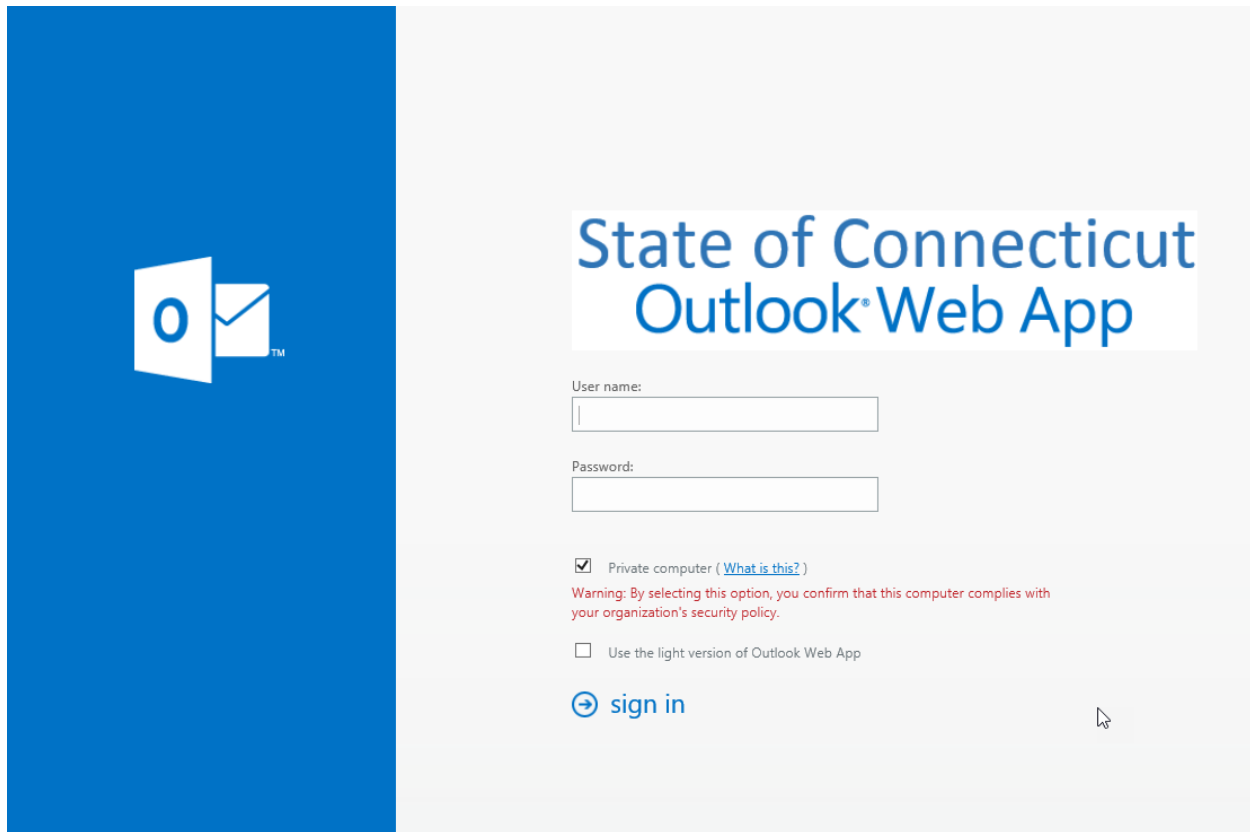 State of Connecticut
Outlook® Web App
O
TM
User name:
Password:
Private computer ( What is this? )
Warning: By selecting this option, you confirm that this computer complies with
your organization's security policy.
Use the light version of Outlook Web App
sign in